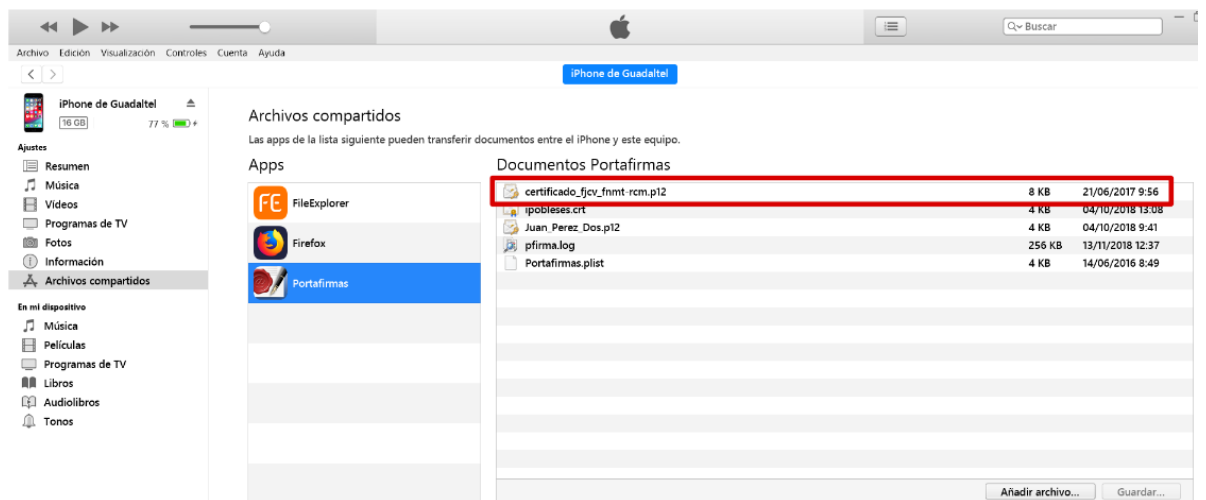 Buscar
Archivo Edición Visualización Controles Cuenta Ayuda
iPhone de Guadaltel
iPhone de Guadaltel
16 GB 77 %
Ajustes
Resumen
Música
Vídeos
Programas de TV
Fotos
Información
Archivos compartidos
En mi dispositivo
Música
Películas
Programas de TV
Libros
Audiolibros
Tonos
Archivos compartidos
Las apps de la lista siguiente pueden transferir documentos entre el iPhone y este equipo.
Apps
FE FileExplorer
Firefox
Portafirmas
Documentos Portafirmas
certificado_fjcv_fnmt-rcm.p12 8 KB 21/06/2017 9:56
ipobleses.crt 4 KB 04/10/2018 13:08
Juan_Perez_Dos.p12 4 KB 04/10/2018 9:41
pfirma.log 256 KB 13/11/2018 12:37
Portafirmas.plist 4 KB 14/06/2016 8:49
Añadir archivo... Guardar...